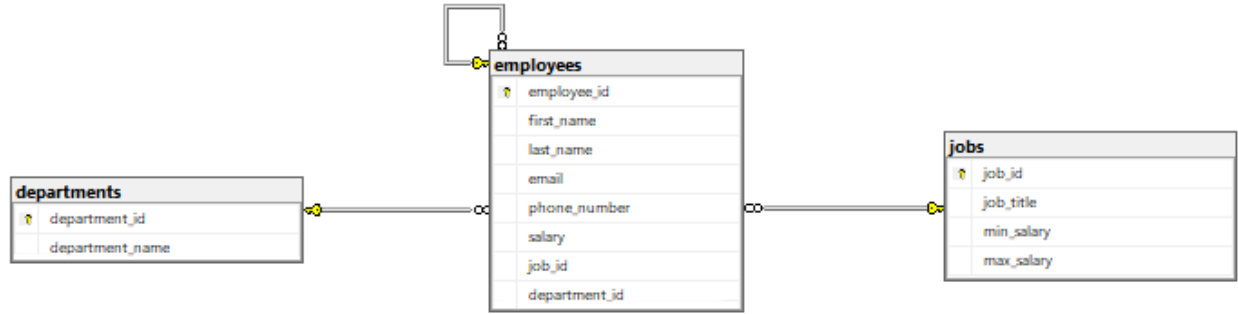 departments
department_id
department_name
employees
employee_id
first_name
last_name
email
phone_number
salary
job_id
department_id
jobs
job_id
job_title
min_salary
max_salary